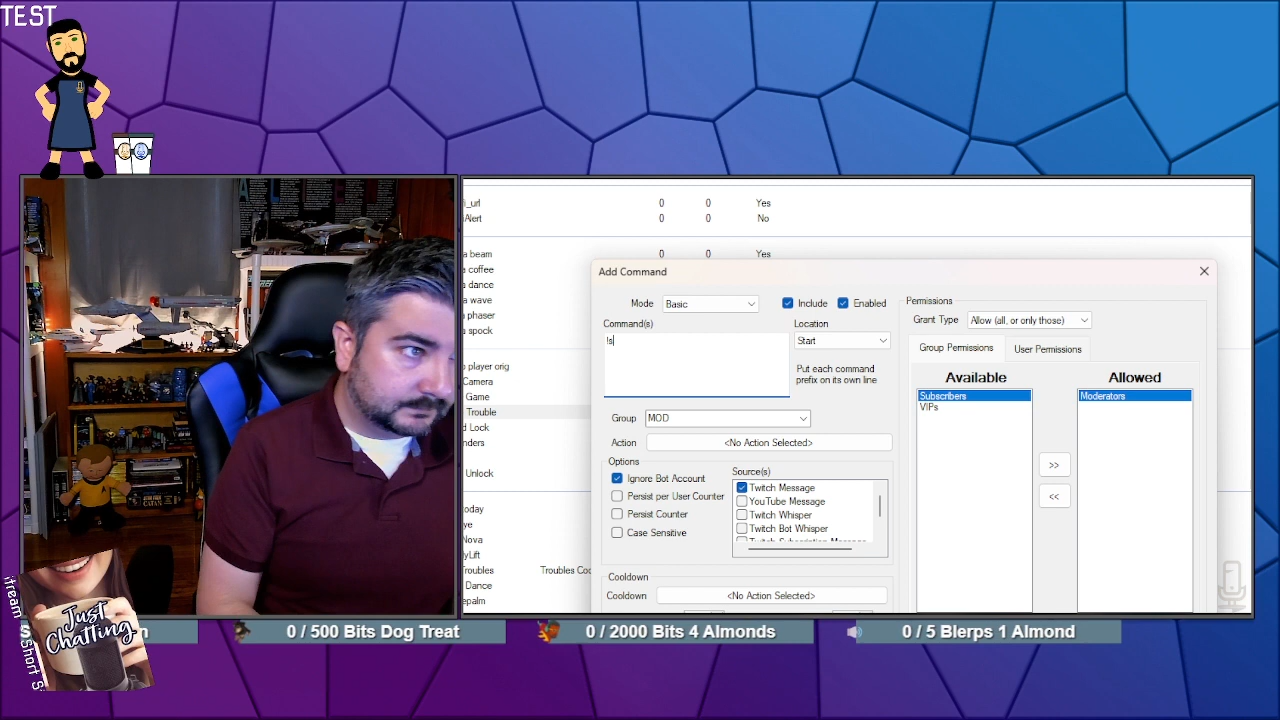 TEST
i_url 0 0 Yes
Alert 0 0 No
a beam 0 0 Yes
a coffee
a dance
a wave
a phaser
a spock
player orig
Camera
Game
Trouble
d Lock
nders
Unlock
oday
ye
Nova
yLift
roubles Troubles Coo
Dance
epalm
Add Command
Mode Basic Include Enabled
Command(s) Location
!s Start
Put each command
prefix on its own line
Group MOD
Action <No Action Selected>
Options
Ignore Bot Account
Persist per User Counter
Persist Counter
Case Sensitive
Source(s)
Twitch Message
YouTube Message
Twitch Whisper
Twitch Bot Whisper
Twitch Subscription Message
Cooldown
Cooldown <No Action Selected>
Permissions
Grant Type Allow (all, or only those)
Group Permissions User Permissions
Available Allowed
Subscribers Moderators
VIPs
>>
<<
Just
Chatting
0 / 500 Bits Dog Treat
0 / 2000 Bits 4 Almonds
0 / 5 Blerps 1 Almond